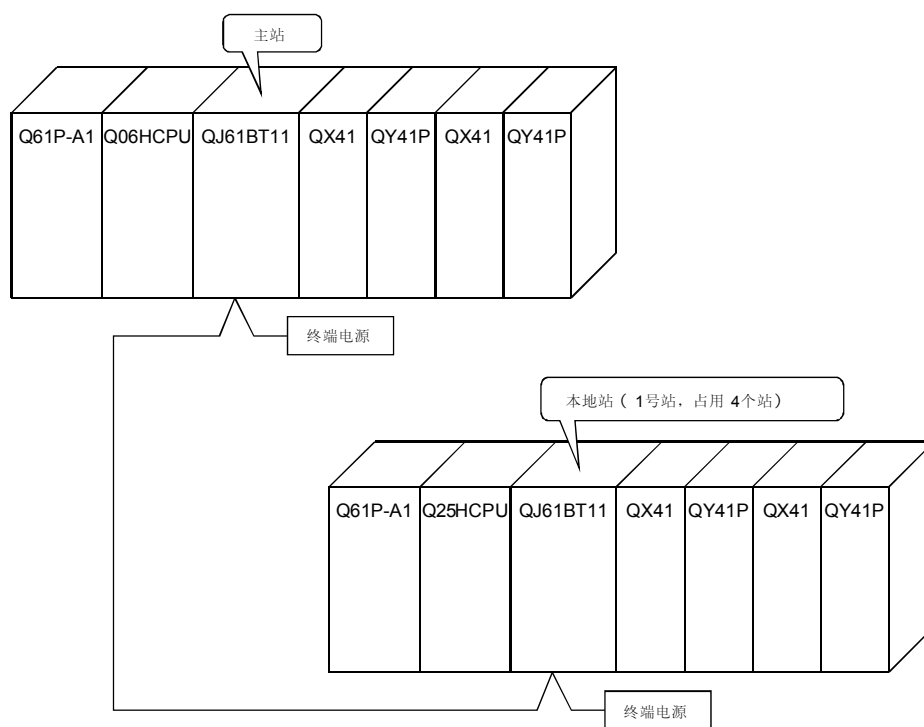 主站
Q61P-A1 Q06HCPU QJ61BT11 QX41 QY41P QX41 QY41P
终端电源
本地站（ 1号站，占用 4个站）
Q61P-A1 Q25HCPU QJ61BT11 QX41 QY41P QX41 QY41P
终端电源